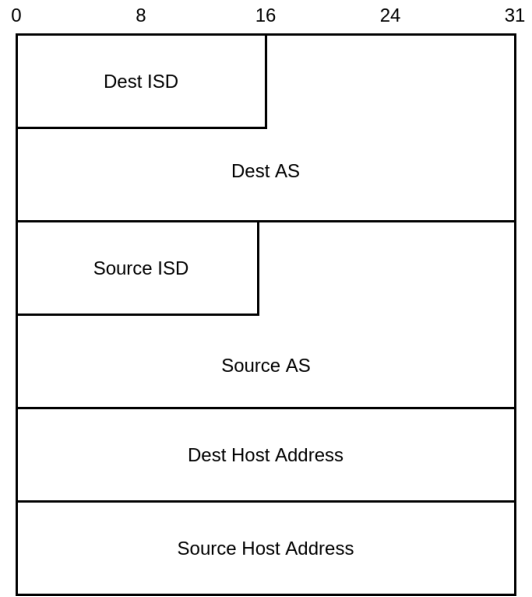 0 8 16 24 31
Dest ISD
Dest AS
Source ISD
Source AS
Dest Host Address
Source Host Address